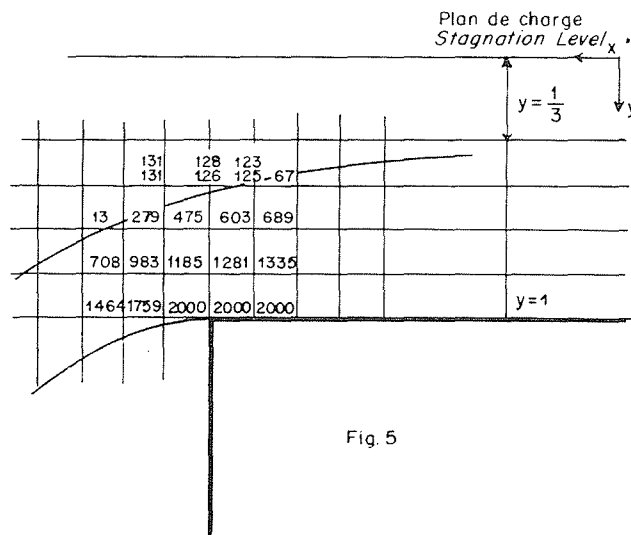 Plan de charge
Stagnation Level
x
y = 1/3
y
131 128 123
131 126 125 67
13 279 475 603 689
708 983 1185 1281 1335
y = 1
1464 1759 2000 2000 2000
Fig. 5